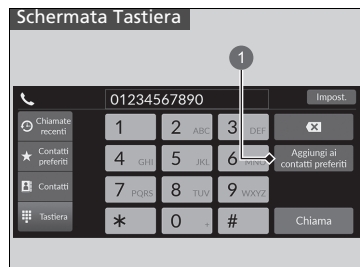 Schermata Tastiera
1
01234567890
Impost.
Chiamate
recenti
1
2 ABC
3 DEF
Contatti
preferiti
4 GHI
5 JKL
6 MNO
Aggiungi ai
contatti preferiti
Contatti
7 PQRS
8 TUV
9 WXYZ
Tastiera
*
0 +
#
Chiama